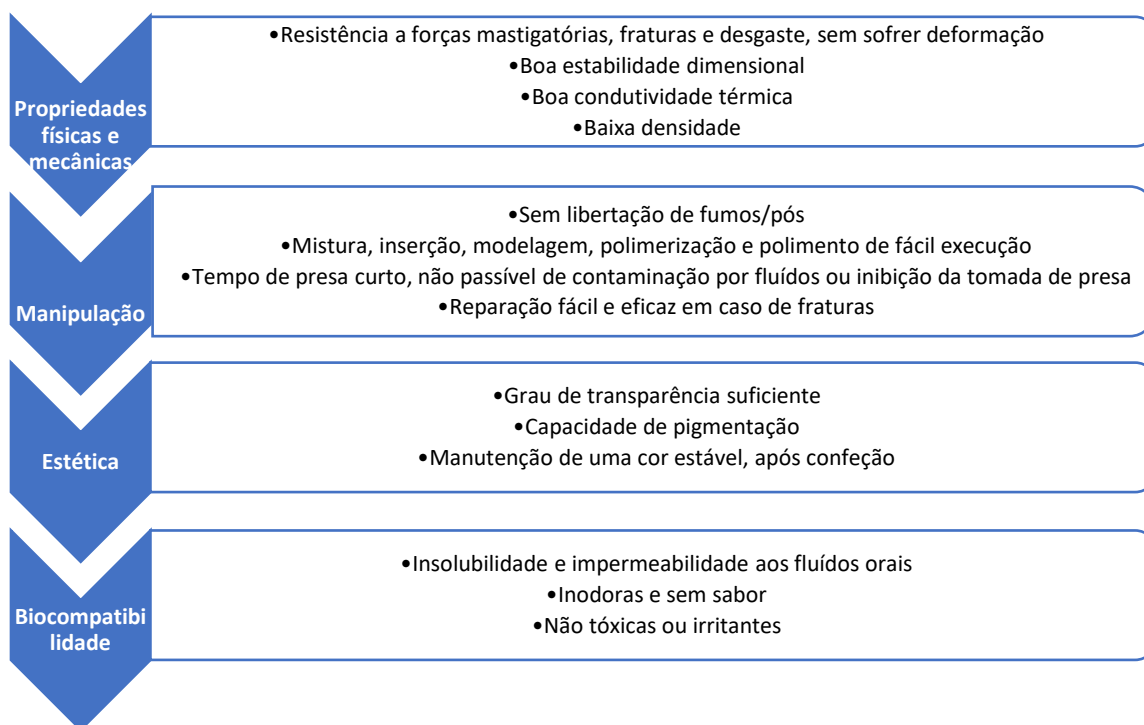 Propriedades
físicas e
mecânicas
•Resistência a forças mastigatórias, fraturas e desgaste, sem sofrer deformação
•Boa estabilidade dimensional
•Boa condutividade térmica
•Baixa densidade
Manipulação
•Sem libertação de fumos/pós
•Mistura, inserção, modelagem, polimerização e polimento de fácil execução
•Tempo de presa curto, não passível de contaminação por fluídos ou inibição da tomada de presa
•Reparação fácil e eficaz em caso de fraturas
Estética
•Grau de transparência suficiente
•Capacidade de pigmentação
•Manutenção de uma cor estável, após confeção
Biocompatibi
lidade
•Insolubilidade e impermeabilidade aos fluídos orais
•Inodoras e sem sabor
•Não tóxicas ou irritantes